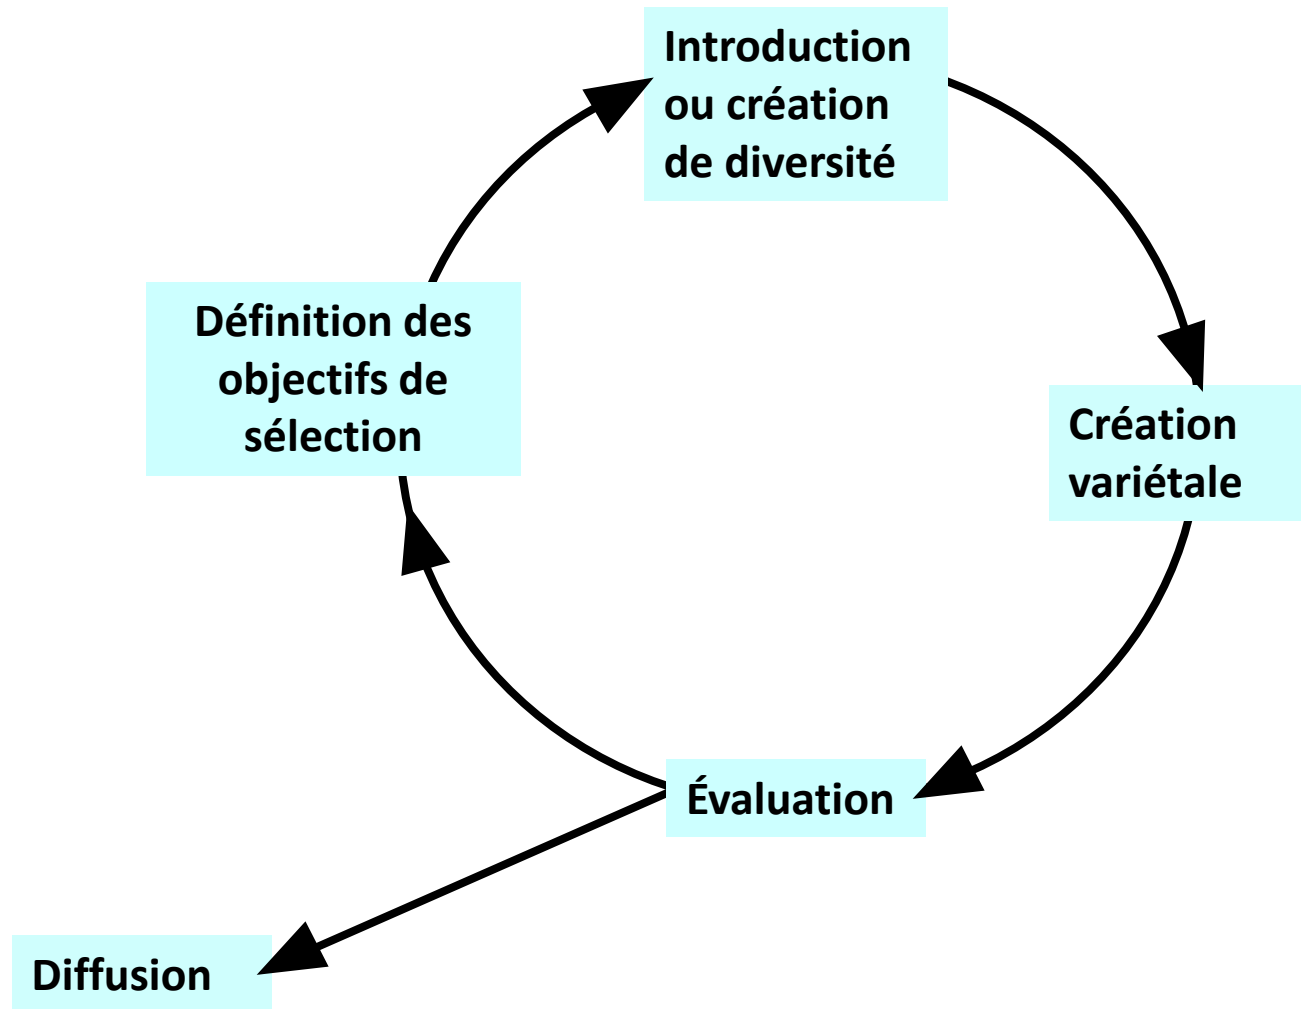 Introduction
ou création
de diversité
Définition des
objectifs de
sélection
Création
variétale
Évaluation
Diffusion